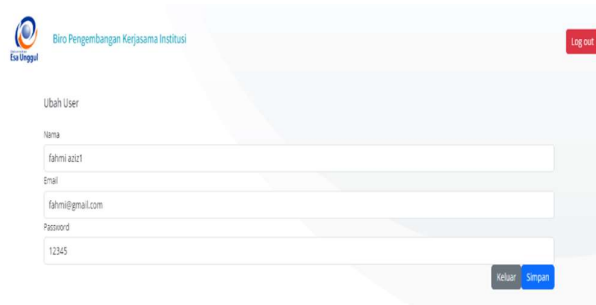 Esa Unggul
Biro Pengembangan Kerjasama Institusi
Log out
Ubah User
Nama
fahmi aziz1
Email
fahmi@gmail.com
Password
12345
Keluar
Simpan